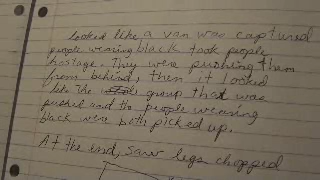 Looked like a van was captured
people wearing black took people
hostage. They were pushing them
from behind, then it looked
like the group that was
pushed and the people wearing
black were both picked up.
At the end, saw legs chopped